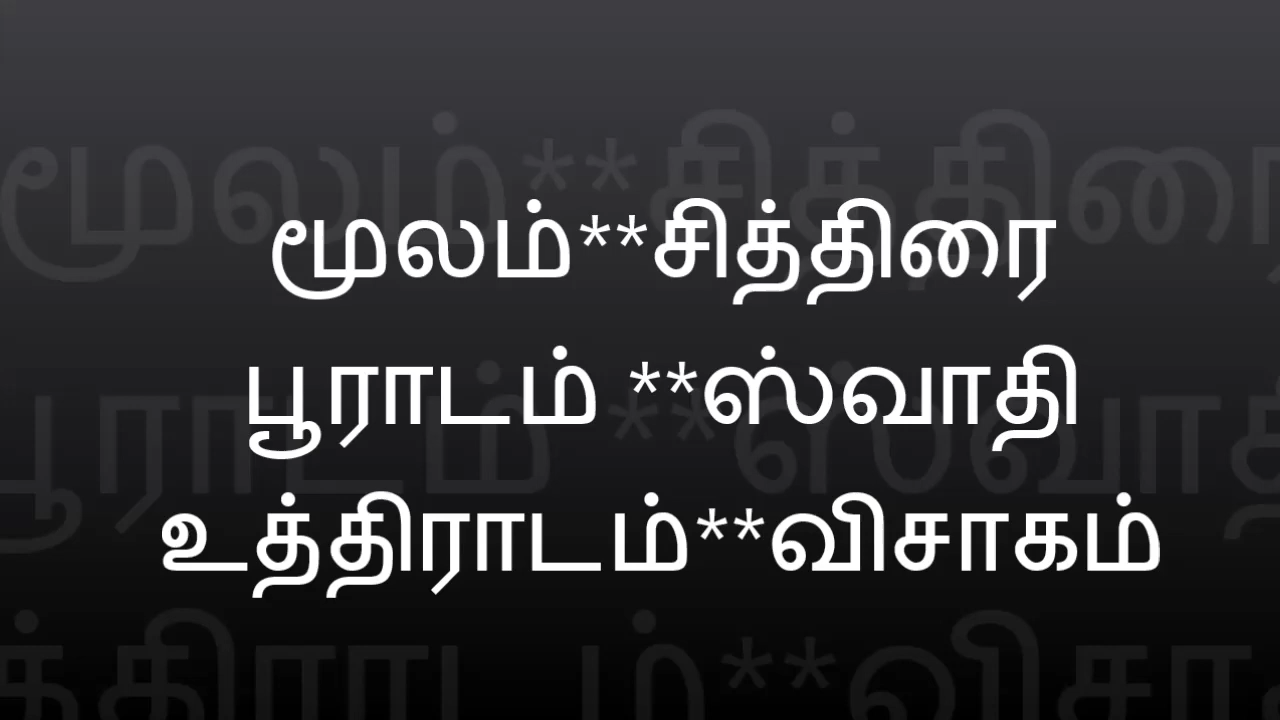 மூலம்**சித்திரை
பூராடம் **ஸ்வாதி
உத்திராடம்**விசாகம்